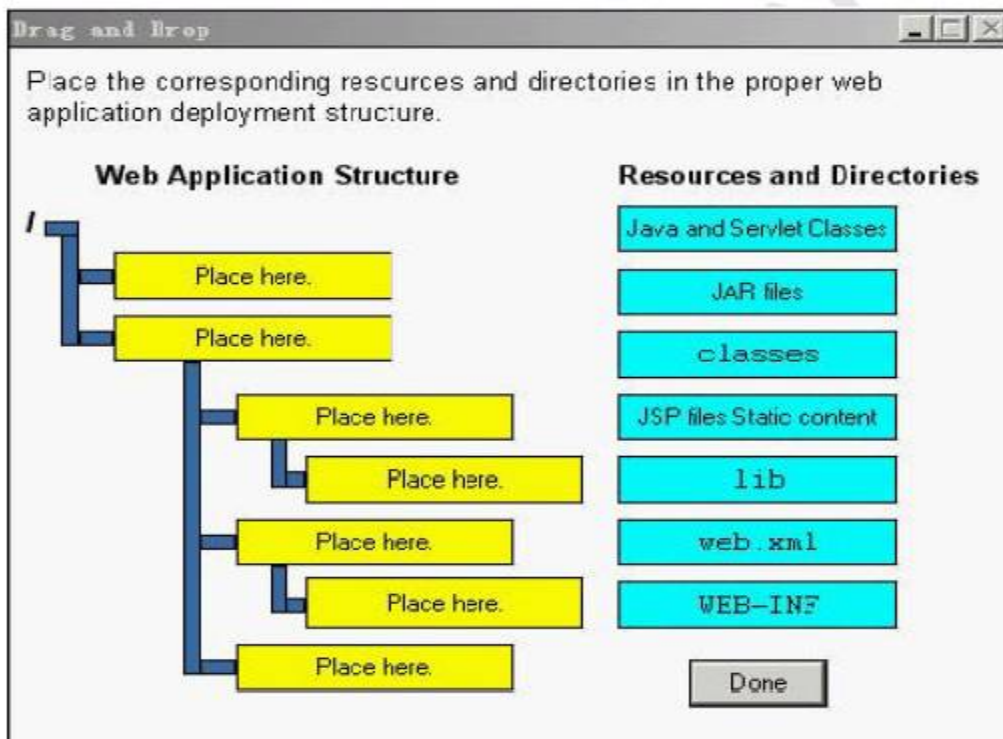 Drag and Drop
Place the corresponding rescurces and directories in the proper web
application deployment structure.
Web Application Structure
Resources and Directories
/
Place here.
Place here.
Place here.
Place here.
Place here.
Place here.
Place here.
Java and Servlet Classes
JAR files
classes
JSP files Static content
lib
web.xml
WEB-INF
Done